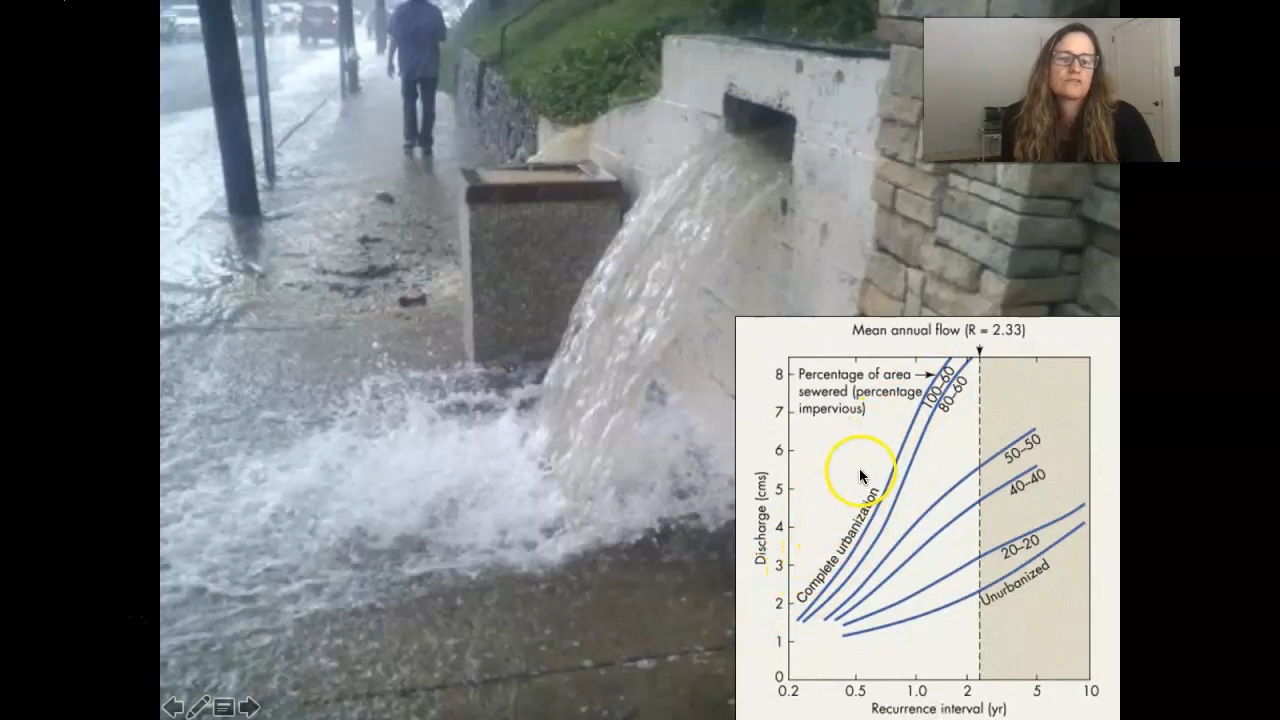 Mean annual flow (R = 2.33)
Percentage of area
sewered (percentage
impervious)
100–60
80–60
50–50
40–40
20–20
Unurbanized
Complete urbanization
Discharge (cms)
8
7
6
5
4
3
2
1
0
0.2 0.5 1.0 2 5 10
Recurrence interval (yr)